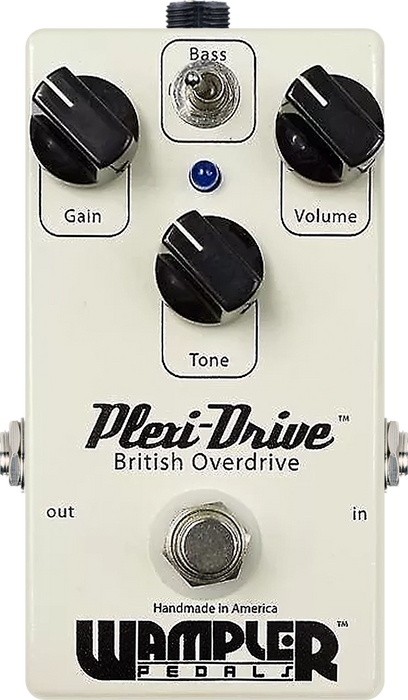 Bass
Gain
Volume
Tone
Plexi-Drive™
British Overdrive
out
in
Handmade in America
WAMPLER™
PEDALS